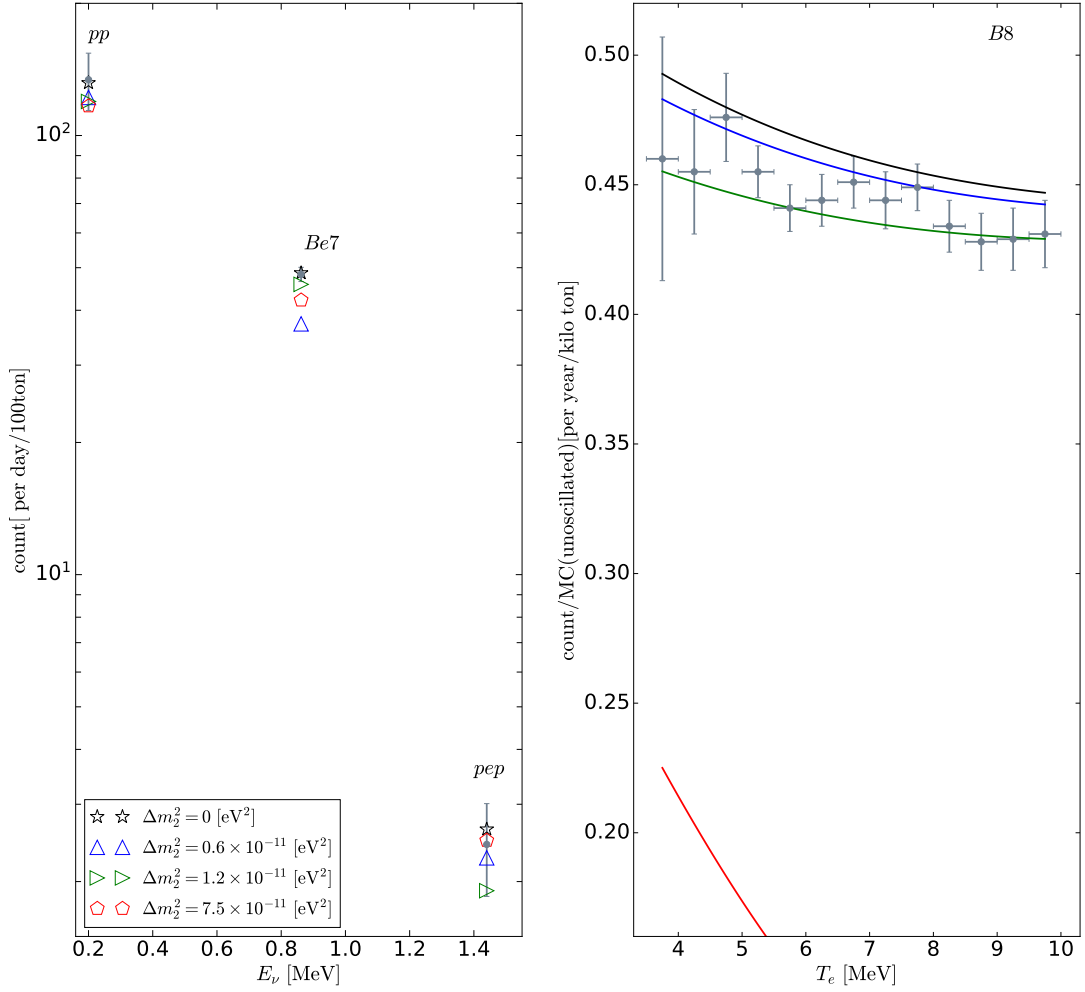 pp
Be7
pep
10²
10¹
count[ per day/100ton]
Δm₂² = 0 [eV²]
Δm₂² = 0.6 × 10⁻¹¹ [eV²]
Δm₂² = 1.2 × 10⁻¹¹ [eV²]
Δm₂² = 7.5 × 10⁻¹¹ [eV²]
0.2 0.4 0.6 0.8 1.0 1.2 1.4
E_ν [MeV]
B8
0.50
0.45
0.40
0.35
0.30
0.25
0.20
count/MC(unoscillated)[per year/kilo ton]
4 5 6 7 8 9 10
T_e [MeV]